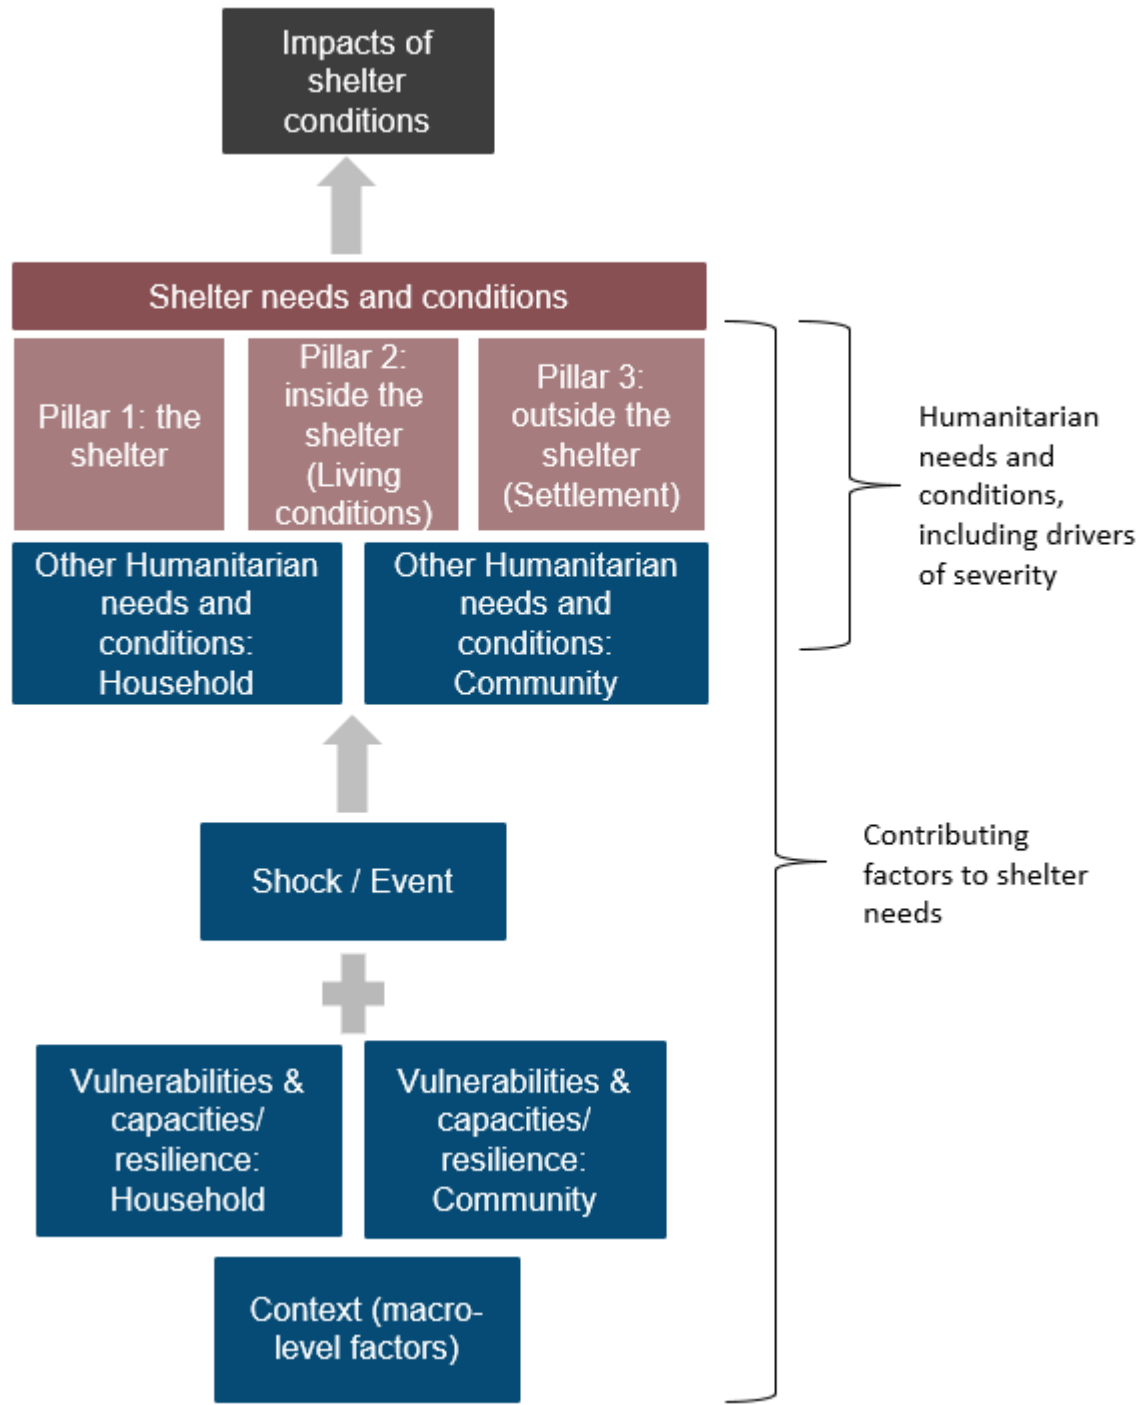 Impacts of
shelter
conditions
Shelter needs and conditions
Pillar 1: the
shelter
Pillar 2:
inside the
shelter
(Living
conditions)
Pillar 3:
outside the
shelter
(Settlement)
Humanitarian
needs and
conditions,
including drivers
of severity
Other Humanitarian
needs and
conditions:
Household
Other Humanitarian
needs and
conditions:
Community
Shock / Event
Contributing
factors to shelter
needs
Vulnerabilities &
capacities/
resilience:
Household
Vulnerabilities &
capacities/
resilience:
Community
Context (macro-
level factors)